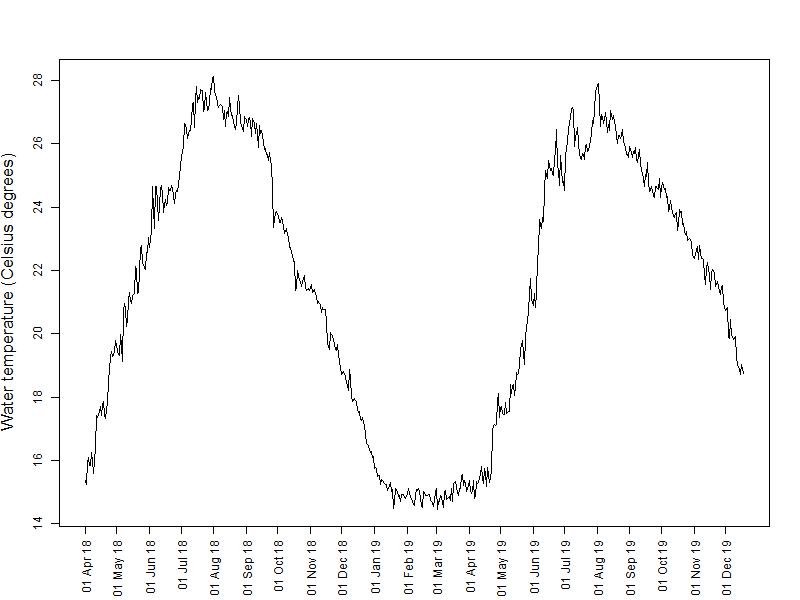 Water temperature (Celsius degrees)
28
26
24
22
20
18
16
14
01 Apr 18
01 May 18
01 Jun 18
01 Jul 18
01 Aug 18
01 Sep 18
01 Oct 18
01 Nov 18
01 Dec 18
01 Jan 19
01 Feb 19
01 Mar 19
01 Apr 19
01 May 19
01 Jun 19
01 Jul 19
01 Aug 19
01 Sep 19
01 Oct 19
01 Nov 19
01 Dec 19